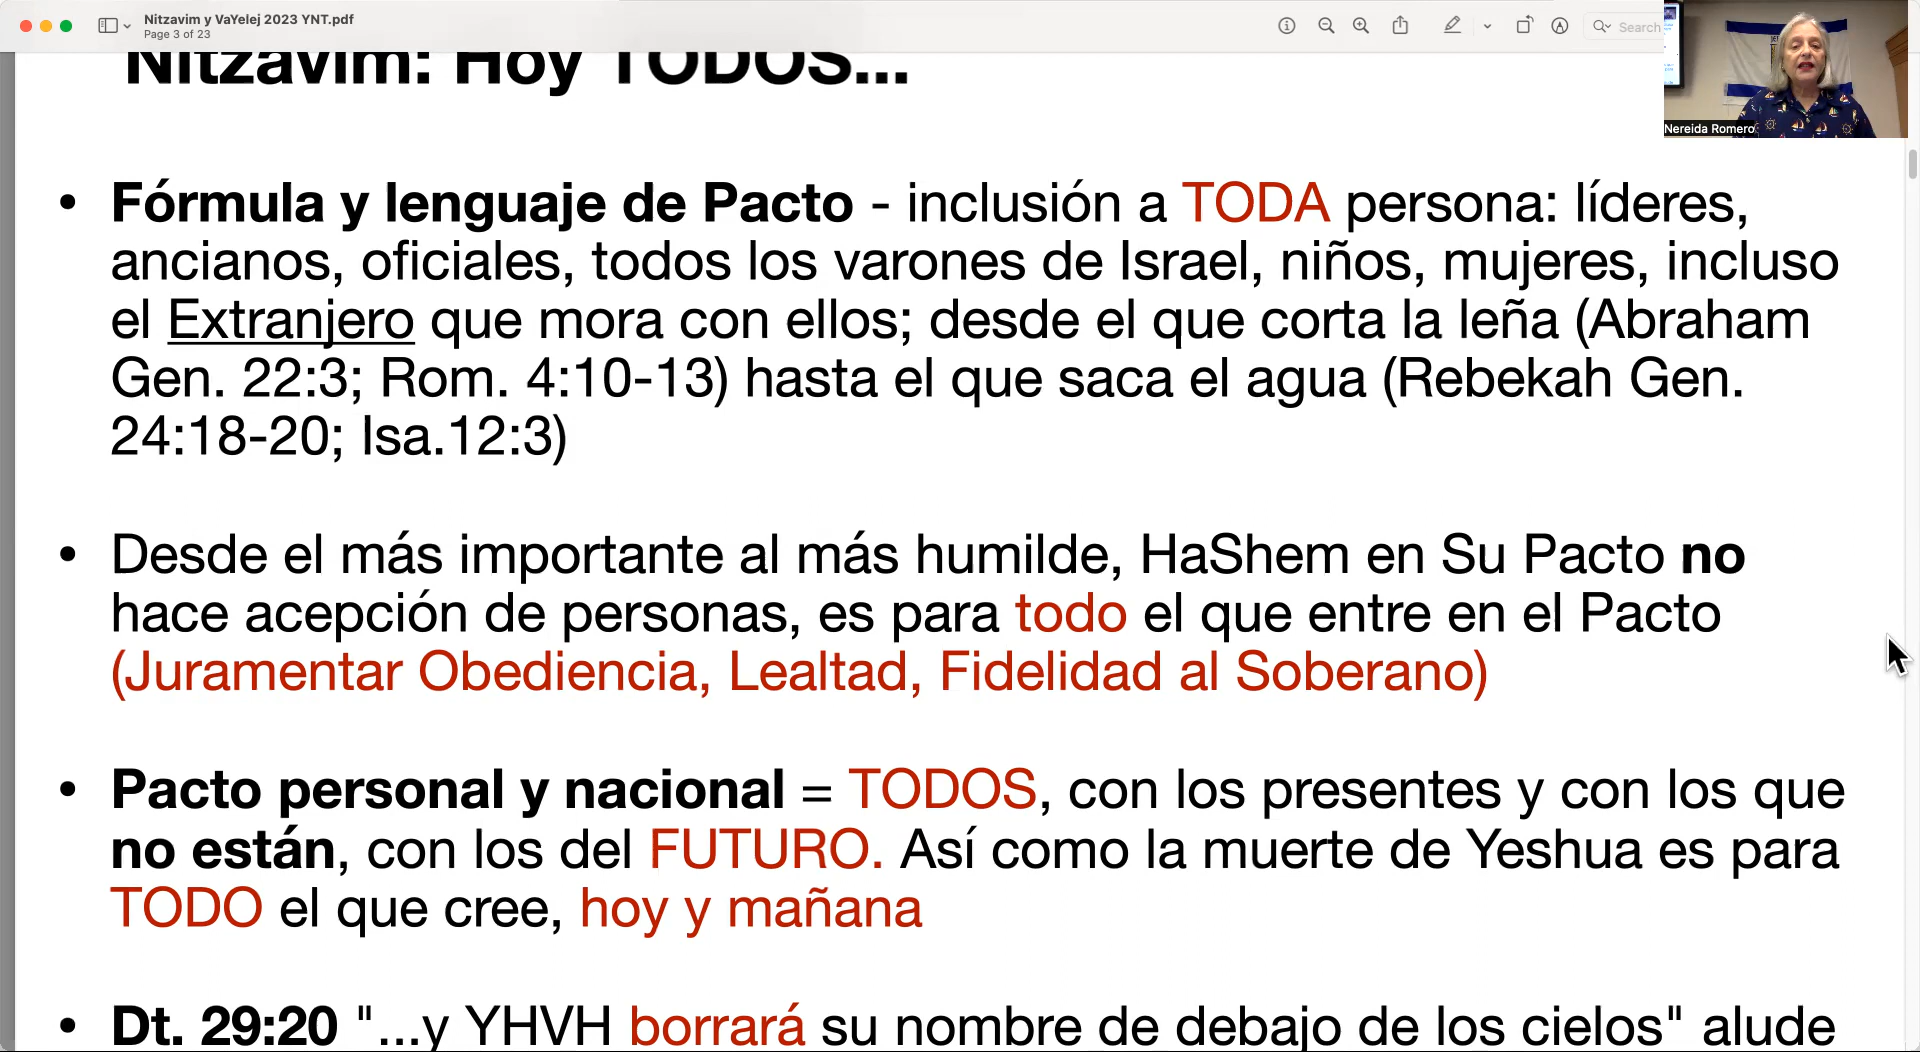 Nitzavim y VaYelej 2023 YNT.pdf
Page 3 of 23
Search
Nereida Romero
Nitzavim: Hoy TODOS...
• Fórmula y lenguaje de Pacto - inclusión a TODA persona: líderes,
ancianos, oficiales, todos los varones de Israel, niños, mujeres, incluso
el Extranjero que mora con ellos; desde el que corta la leña (Abraham
Gen. 22:3; Rom. 4:10-13) hasta el que saca el agua (Rebekah Gen.
24:18-20; Isa.12:3)
• Desde el más importante al más humilde, HaShem en Su Pacto no
hace acepción de personas, es para todo el que entre en el Pacto
(Juramentar Obediencia, Lealtad, Fidelidad al Soberano)
• Pacto personal y nacional = TODOS, con los presentes y con los que
no están, con los del FUTURO. Así como la muerte de Yeshua es para
TODO el que cree, hoy y mañana
• Dt. 29:20 "...y YHVH borrará su nombre de debajo de los cielos" alude